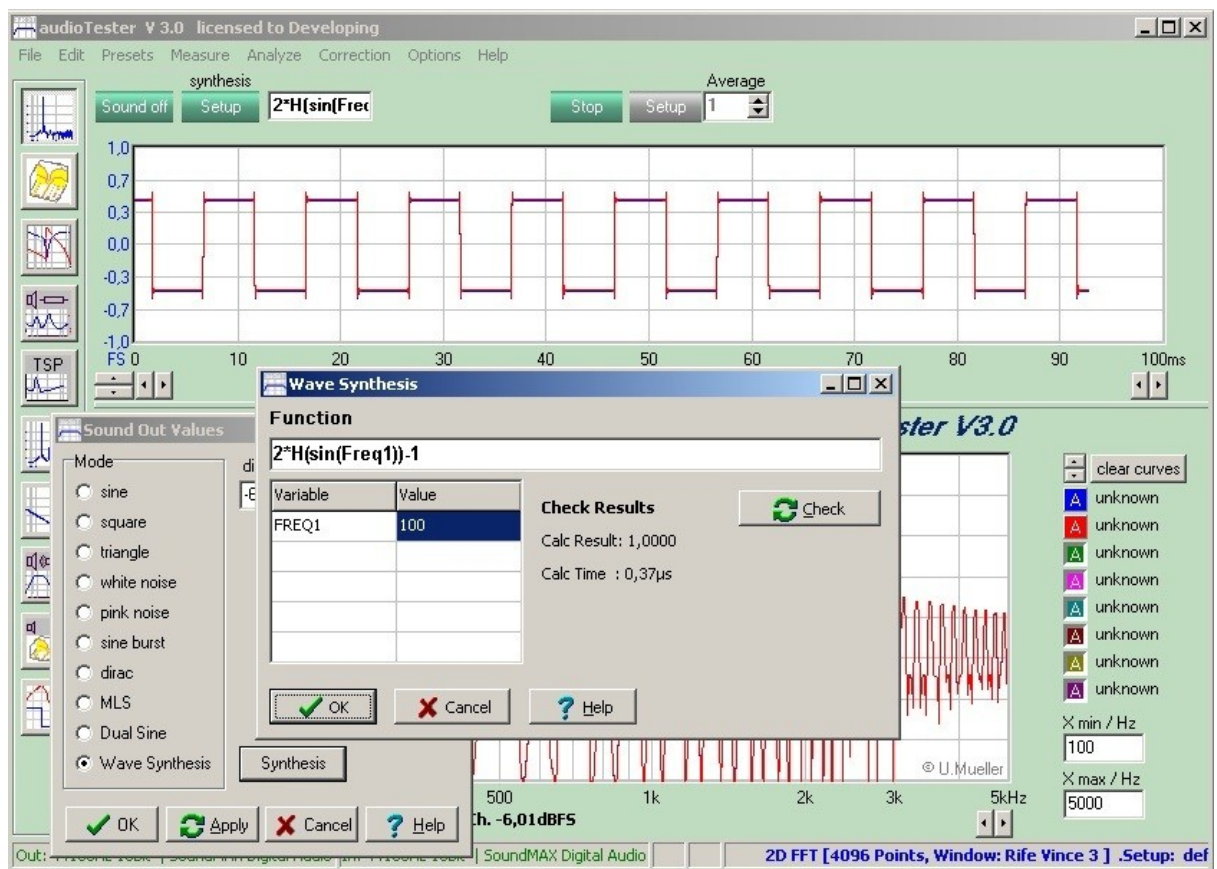 audioTester V 3.0 licensed to Developing
File Edit Presets Measure Analyze Correction Options Help
synthesis
Average
Sound off Setup 2*H(sin(Frec
Stop Setup 1
1,0
0,7
0,3
0,0
-0,3
-0,7
-1,0
FS 0 10 20 30 40 50 60 70 80 90 100ms
TSP
Wave Synthesis
Function
2*H(sin(Freq1))-1
Variable Value
FREQ1 100
Check Results
Check
Calc Result: 1,0000
Calc Time : 0,37µs
OK Cancel Help
Sound Out Values
Mode
sine
square
triangle
white noise
pink noise
sine burst
dirac
MLS
Dual Sine
Wave Synthesis
Synthesis
OK Apply Cancel Help
V3.0
clear curves
A unknown
A unknown
A unknown
A unknown
A unknown
A unknown
A unknown
A unknown
X min / Hz
100
X max / Hz
5000
© U.Mueller
500 1k 2k 3k 5kHz
Ch. -6,01dBFS
Out:
SoundMAX Digital Audio
2D FFT [4096 Points, Window: Rife Vince 3 ] .Setup: def